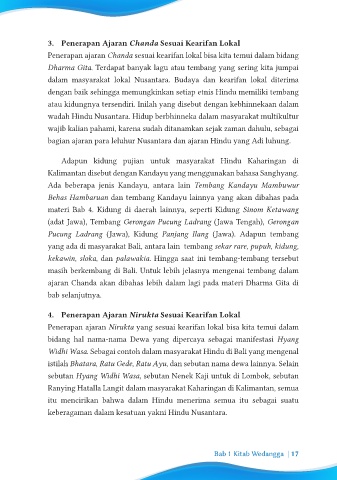 3. Penerapan Ajaran Chanda Sesuai Kearifan Lokal
Penerapan ajaran Chanda sesuai kearifan lokal bisa kita temui dalam bidang
Dharma Gita. Terdapat banyak lagu atau tembang yang sering kita jumpai
dalam masyarakat lokal Nusantara. Budaya dan kearifan lokal diterima
dengan baik sehingga memungkinkan setiap etnis Hindu memiliki tembang
atau kidungnya tersendiri. Inilah yang disebut dengan kebhinnekaan dalam
wadah Hindu Nusantara. Hidup berbhinneka dalam masyarakat multikultur
wajib kalian pahami, karena sudah ditanamkan sejak zaman dahulu, sebagai
bagian ajaran para leluhur Nusantara dan ajaran Hindu yang Adi luhung.
Adapun kidung pujian untuk masyarakat Hindu Kaharingan di
Kalimantan disebut dengan Kandayu yang menggunakan bahasa Sanghyang.
Ada beberapa jenis Kandayu, antara lain Tembang Kandayu Mambuwur
Behas Hambaruan dan tembang Kandayu lainnya yang akan dibahas pada
materi Bab 4. Kidung di daerah lainnya, seperti Kidung Sinom Ketawang
(adat Jawa), Tembang Gerongan Pucung Ladrang (Jawa Tengah), Gerongan
Pucung Ladrang (Jawa), Kidung Panjang Ilang (Jawa). Adapun tembang
yang ada di masyarakat Bali, antara lain tembang sekar rare, pupuh, kidung,
kekawin, sloka, dan palawakia. Hingga saat ini tembang-tembang tersebut
masih berkembang di Bali. Untuk lebih jelasnya mengenai tembang dalam
ajaran Chanda akan dibahas lebih dalam lagi pada materi Dharma Gita di
bab selanjutnya.
4. Penerapan Ajaran Nirukta Sesuai Kearifan Lokal
Penerapan ajaran Nirukta yang sesuai kearifan lokal bisa kita temui dalam
bidang hal nama-nama Dewa yang dipercaya sebagai manifestasi Hyang
Widhi Wasa. Sebagai contoh dalam masyarakat Hindu di Bali yang mengenal
istilah Bhatara, Ratu Gede, Ratu Ayu, dan sebutan nama dewa lainnya. Selain
sebutan Hyang Widhi Wasa, sebutan Nenek Kaji untuk di Lombok, sebutan
Ranying Hatalla Langit dalam masyarakat Kaharingan di Kalimantan, semua
itu mencirikan bahwa dalam Hindu menerima semua itu sebagai suatu
keberagaman dalam kesatuan yakni Hindu Nusantara.
Bab 1 Kitab Wedangga | 17